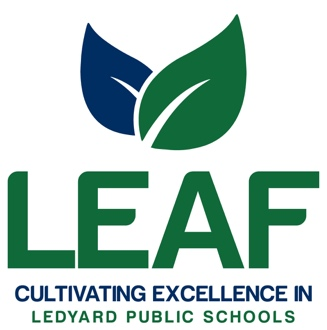 LEAF
CULTIVATING EXCELLENCE IN
LEDYARD PUBLIC SCHOOLS